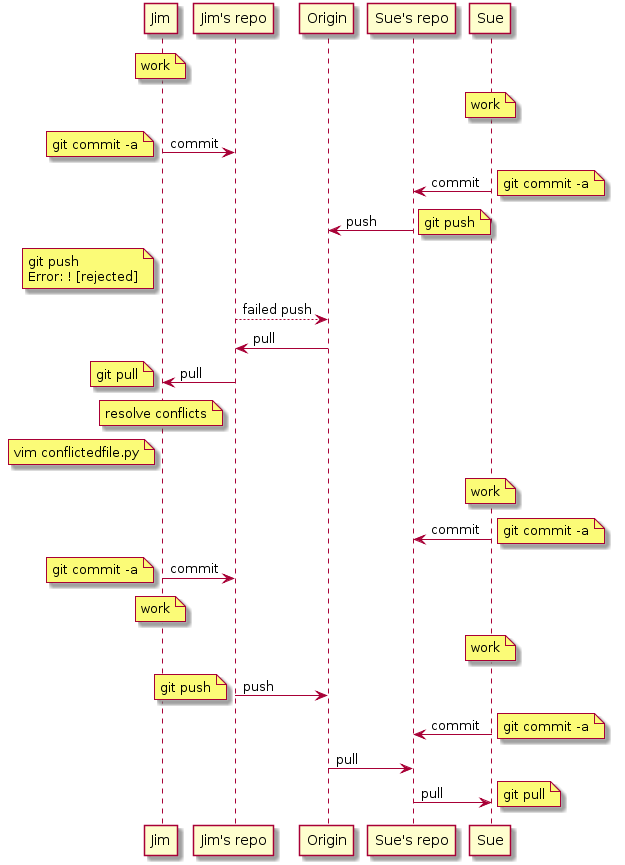 Jim
Jim's repo
Origin
Sue's repo
Sue
work
work
git commit -a
commit
commit
git commit -a
push
git push
git push
Error: ! [rejected]
failed push
pull
git pull
pull
resolve conflicts
vim conflictedfile.py
work
commit
git commit -a
git commit -a
commit
work
work
git push
push
commit
git commit -a
pull
pull
git pull
Jim
Jim's repo
Origin
Sue's repo
Sue